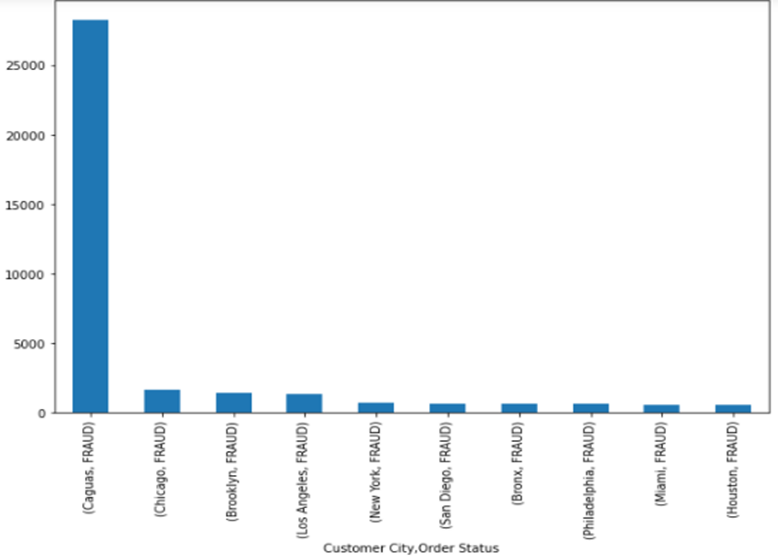 25000
20000
15000
10000
5000
0
(Caguas, FRAUD)
(Chicago, FRAUD)
(Brooklyn, FRAUD)
(Los Angeles, FRAUD)
(New York, FRAUD)
(San Diego, FRAUD)
(Bronx, FRAUD)
(Philadelphia, FRAUD)
(Miami, FRAUD)
(Houston, FRAUD)
Customer City,Order Status